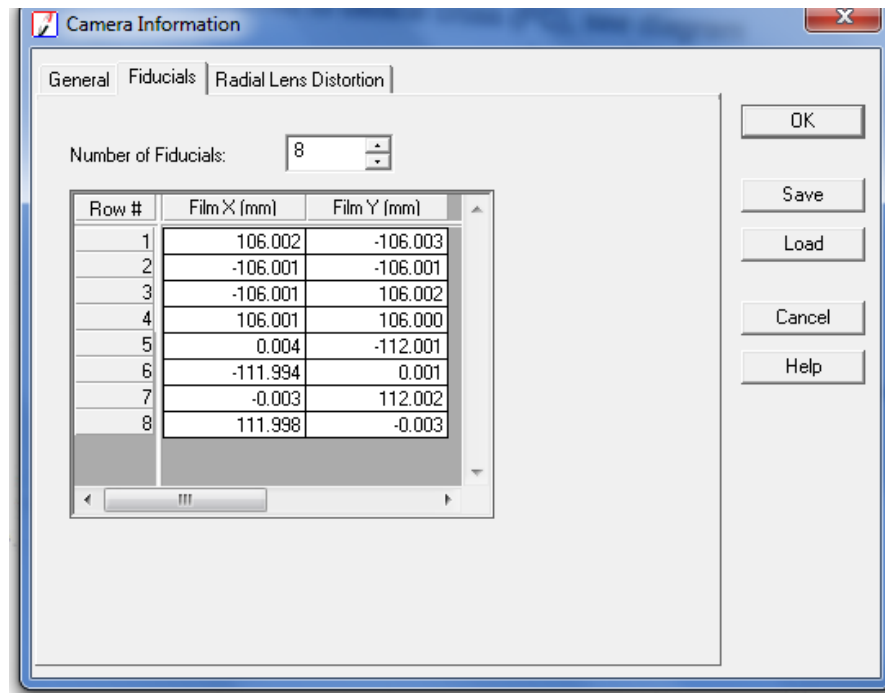 Camera Information
General Fiducials Radial Lens Distortion
Number of Fiducials: 8
Row # Film X (mm) Film Y (mm)
1 106.002 -106.003
2 -106.001 -106.001
3 -106.001 106.002
4 106.001 106.000
5 0.004 -112.001
6 -111.994 0.001
7 -0.003 112.002
8 111.998 -0.003
OK
Save
Load
Cancel
Help